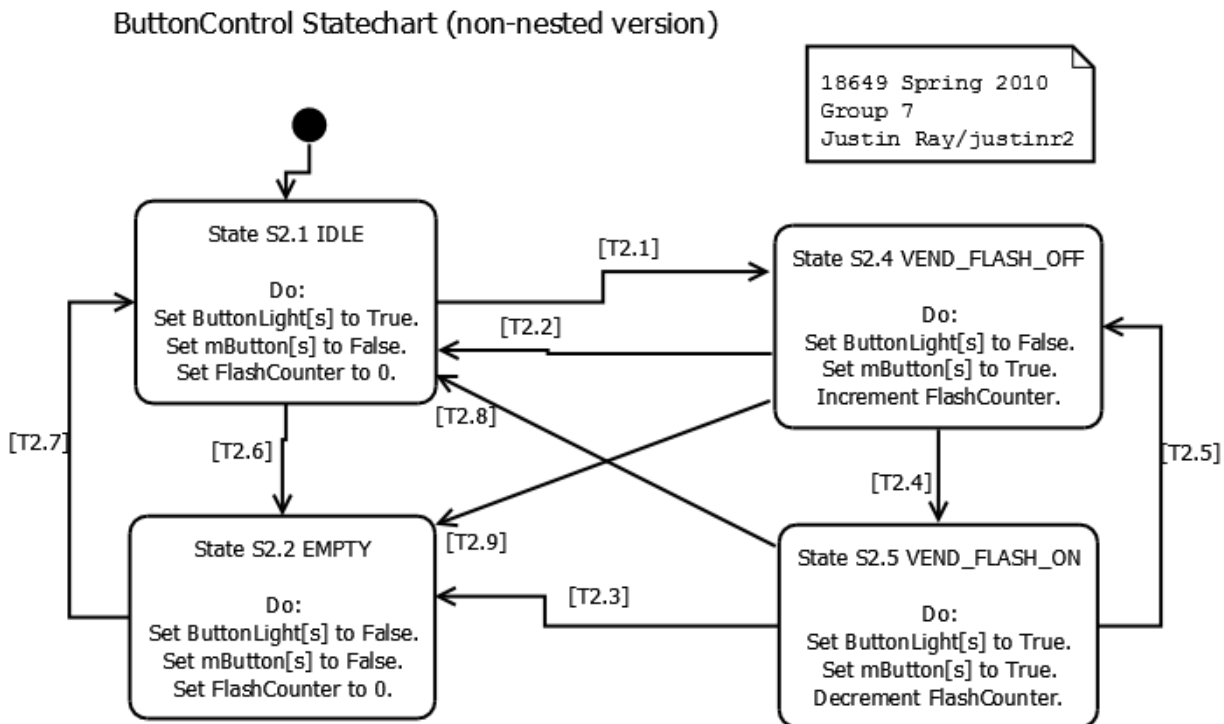 ButtonControl Statechart (non-nested version)
18649 Spring 2010
Group 7
Justin Ray/justinr2
State S2.1 IDLE
Do:
Set ButtonLight[s] to True.
Set mButton[s] to False.
Set FlashCounter to 0.
[T2.1]
[T2.2]
State S2.4 VEND_FLASH_OFF
Do:
Set ButtonLight[s] to False.
Set mButton[s] to True.
Increment FlashCounter.
[T2.8]
[T2.7]
[T2.6]
[T2.5]
[T2.4]
[T2.9]
State S2.2 EMPTY
Do:
Set ButtonLight[s] to False.
Set mButton[s] to False.
Set FlashCounter to 0.
[T2.3]
State S2.5 VEND_FLASH_ON
Do:
Set ButtonLight[s] to True.
Set mButton[s] to True.
Decrement FlashCounter.